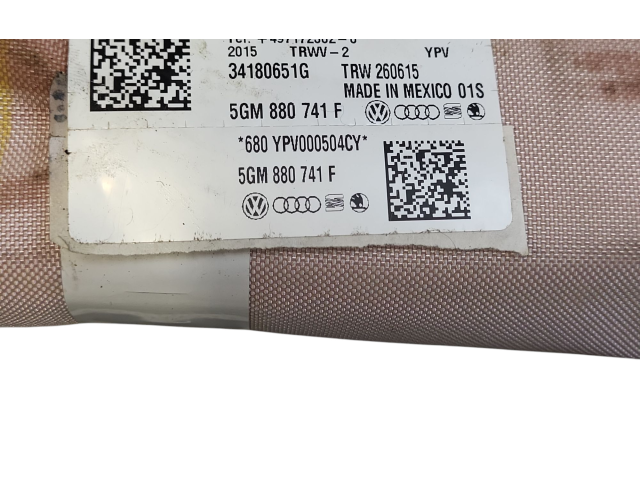 2015 TRWV-2 YPV
34180651G TRW 260615
MADE IN MEXICO 01S
5GM 880 741 F
*680 YPV000504CY*
5GM 880 741 F